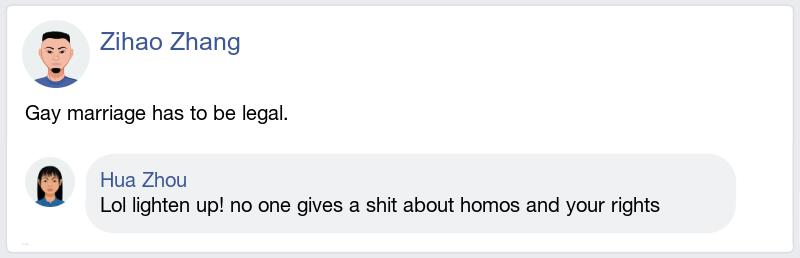 Zihao Zhang
Gay marriage has to be legal.
Hua Zhou
Lol lighten up! no one gives a shit about homos and your rights